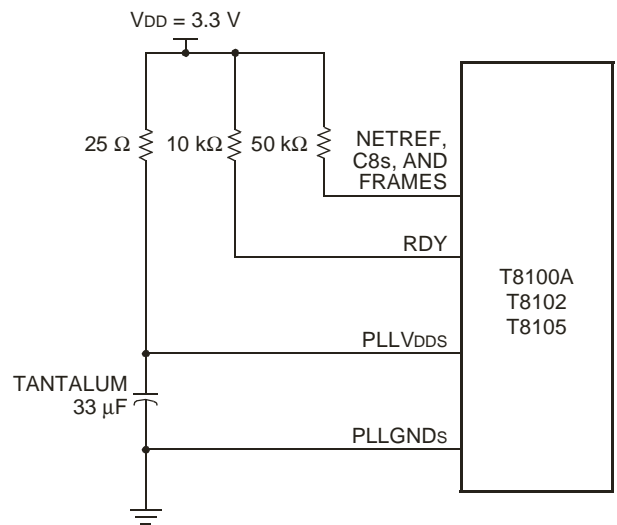 VDD = 3.3 V
25 Ω
10 kΩ
50 kΩ
NETREF,
C8s, AND
FRAMES
RDY
T8100A
T8102
T8105
PLLVDDS
TANTALUM
33 μF
PLLGNDS